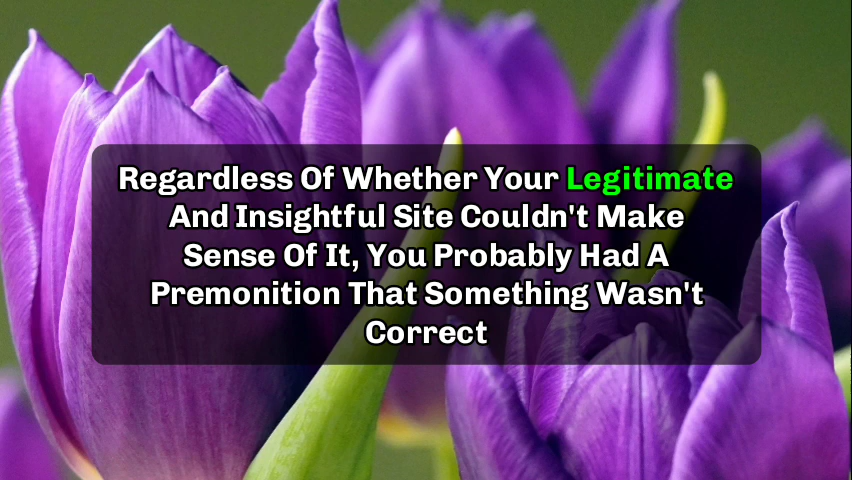 Regardless Of Whether Your Legitimate
And Insightful Site Couldn't Make
Sense Of It, You Probably Had A
Premonition That Something Wasn't
Correct